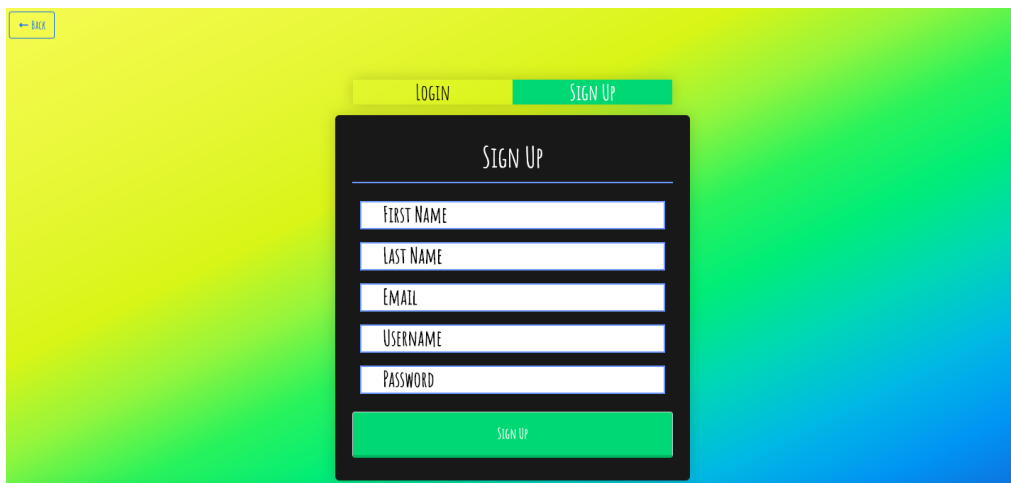 ← Back
Login
Sign Up
Sign Up
First Name
Last Name
Email
Username
Password
Sign Up